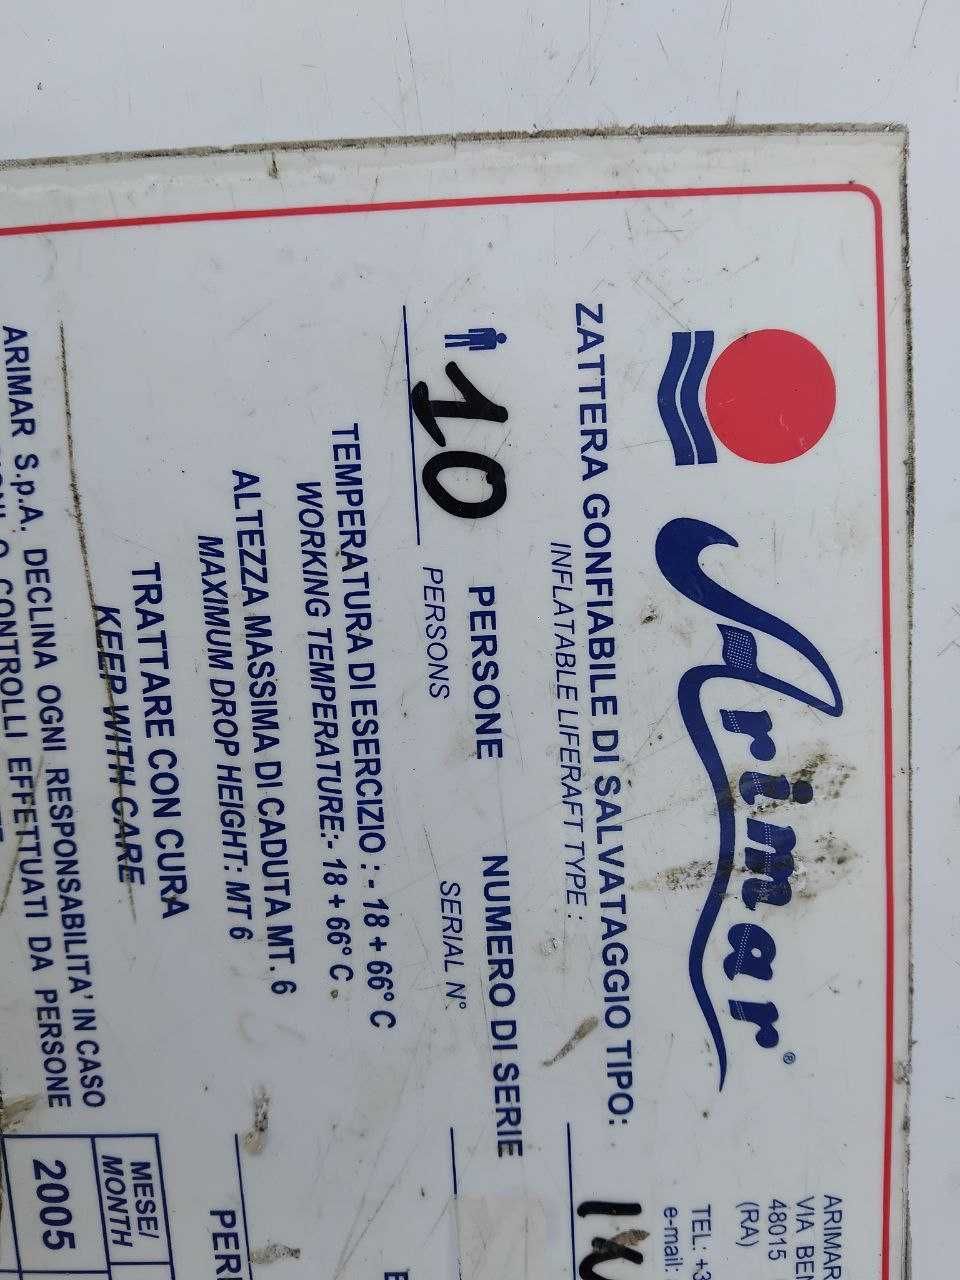 Arimar®
ARIMAR
VIA BEN
48015
(RA)
TEL: +3
e-mail:
ZATTERA GONFIABILE DI SALVATAGGIO TIPO:
INFLATABLE LIFERAFT TYPE :
10 PERSONE NUMERO DI SERIE
PERSONS SERIAL N°
TEMPERATURA DI ESERCIZIO : - 18 + 66° C
WORKING TEMPERATURE:- 18 + 66° C
ALTEZZA MASSIMA DI CADUTA MT. 6
MAXIMUM DROP HEIGHT: MT 6
TRATTARE CON CURA
KEEP WITH CARE
ARIMAR S.p.A. DECLINA OGNI RESPONSABILITA' IN CASO
O CONTROLLI EFFETTUATI DA PERSONE
PERI
MESE/
MONTH
2005